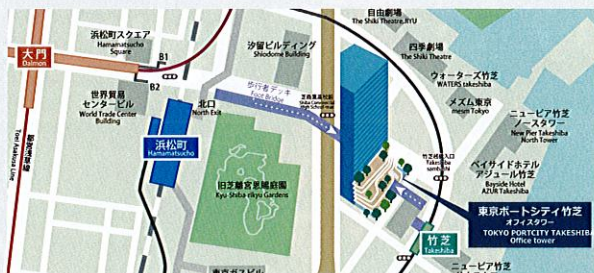 浜松町スクエア
Hamamatsucho
Square
大門
Daimon
B1
B2
世界貿易
センタービル
World Trade Center
Building
北口
North Exit
浜松町
Hamamatsucho
都営浅草線
Toei Asakusa Line
汐留ビルディング
Shiodome Building
歩行者デッキ
Foot Bridge
旧芝離宮恩賜庭園
Kyu-Shiba-rikyu Gardens
東京ガスビル
自由劇場
The Shiki Theatre,JIYU
四季劇場
The Shiki Theatre
ウォーターズ竹芝
WATERS takeshiba
メズム東京
mesm Tokyo
ニューピア竹芝
ノースタワー
New Pier Takeshiba
North Tower
ベイサイドホテル
アジュール竹芝
Bayside Hotel
AZUR Takeshiba
東京ポートシティ竹芝
オフィスタワー
TOKYO PORTCITY TAKESHIBA
Office tower
竹芝
Takeshiba
ニューピア竹芝